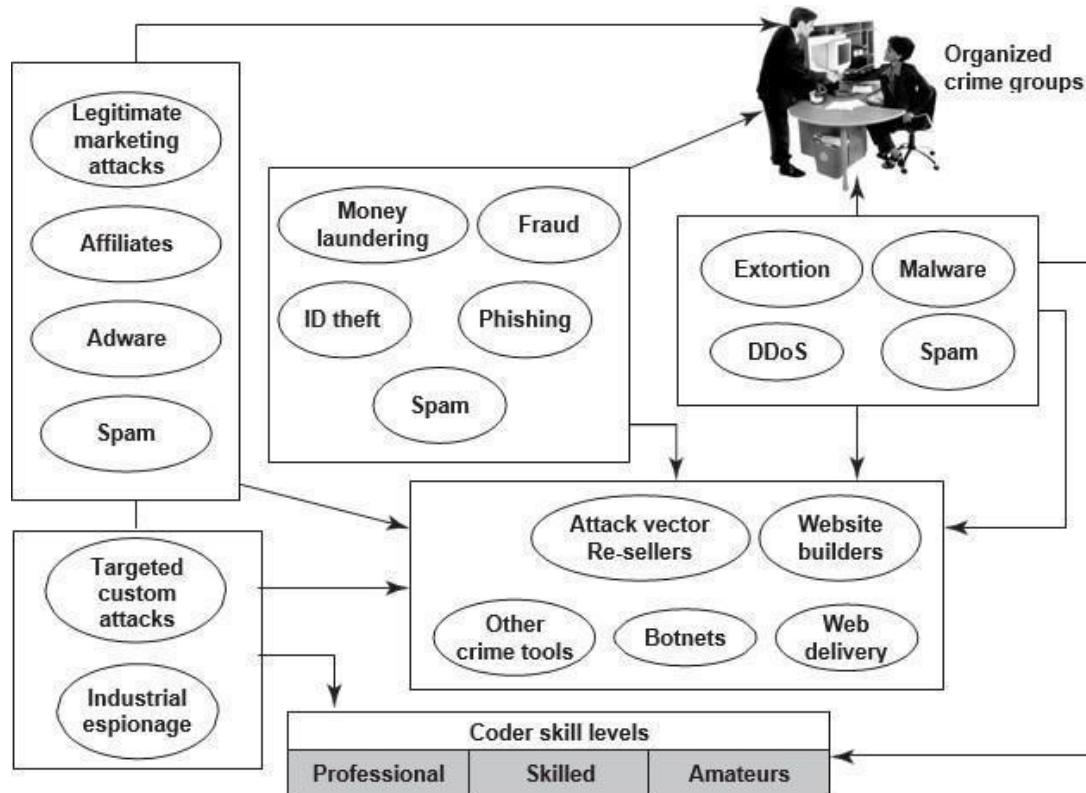 Organized
crime groups
Legitimate
marketing
attacks
Affiliates
Adware
Spam
Money
laundering
Fraud
ID theft
Phishing
Spam
Extortion
Malware
DDoS
Spam
Attack vector
Re-sellers
Website
builders
Other
crime tools
Botnets
Web
delivery
Targeted
custom
attacks
Industrial
espionage
Coder skill levels
Professional
Skilled
Amateurs